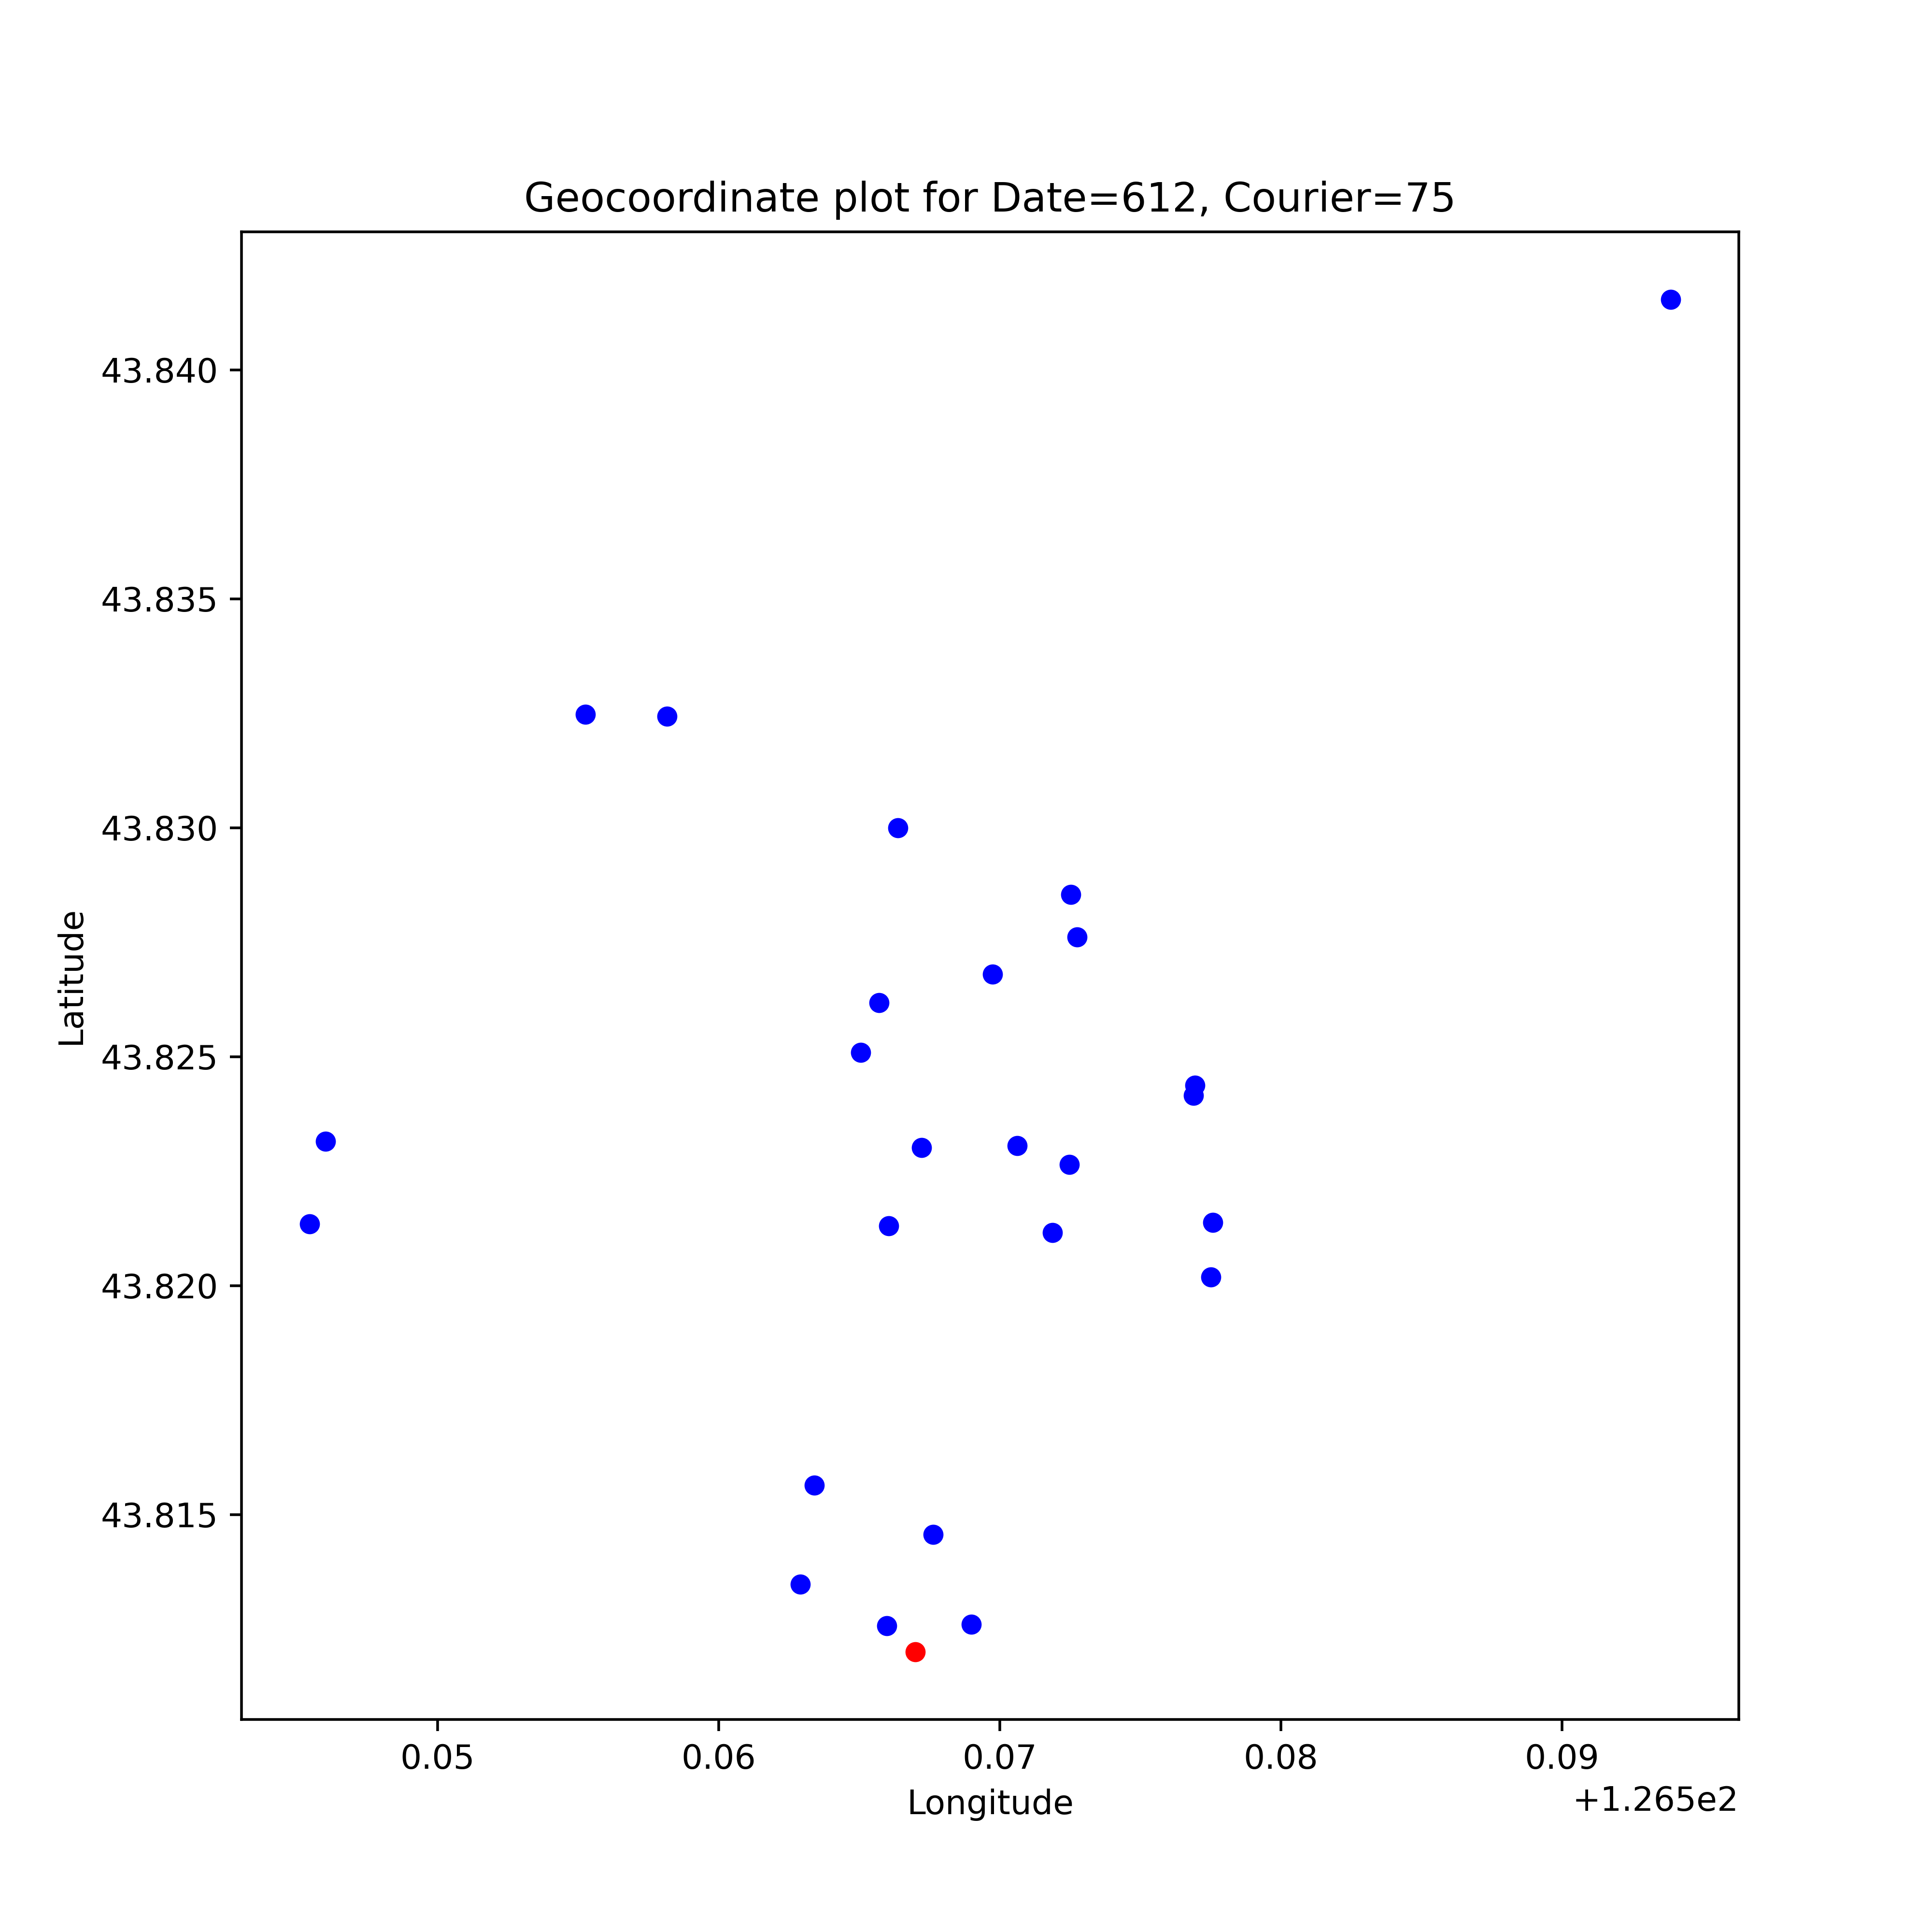 Geocoordinate plot for Date=612, Courier=75
43.840
43.835
43.830
43.825
43.820
43.815
Latitude
0.05 0.06 0.07 0.08 0.09
Longitude
+1.265e2